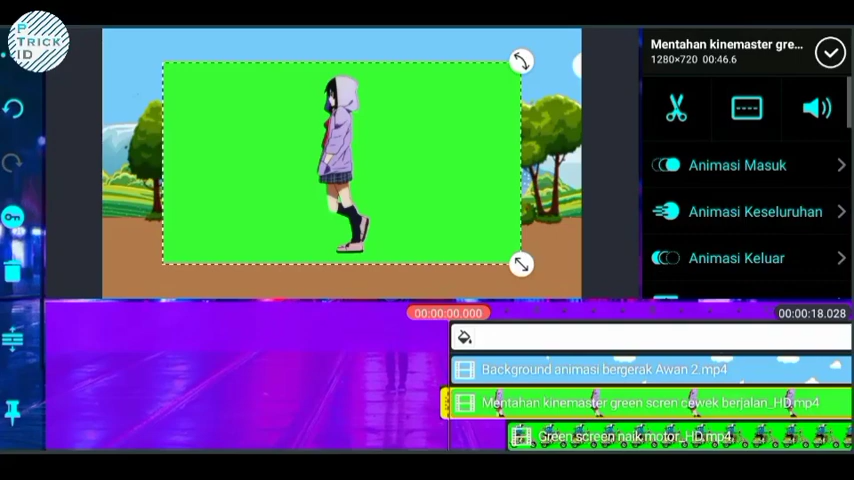 P
TRICK
ID
Mentahan kinemaster gre...
1280×720 00:46.6
Animasi Masuk
Animasi Keseluruhan
Animasi Keluar
00:00:00.000
00:00:18.028
Background animasi bergerak Awan 2.mp4
Mentahan kinemaster green scren cewek berjalan_HD.mp4
Green screen naik motor_HD.mp4